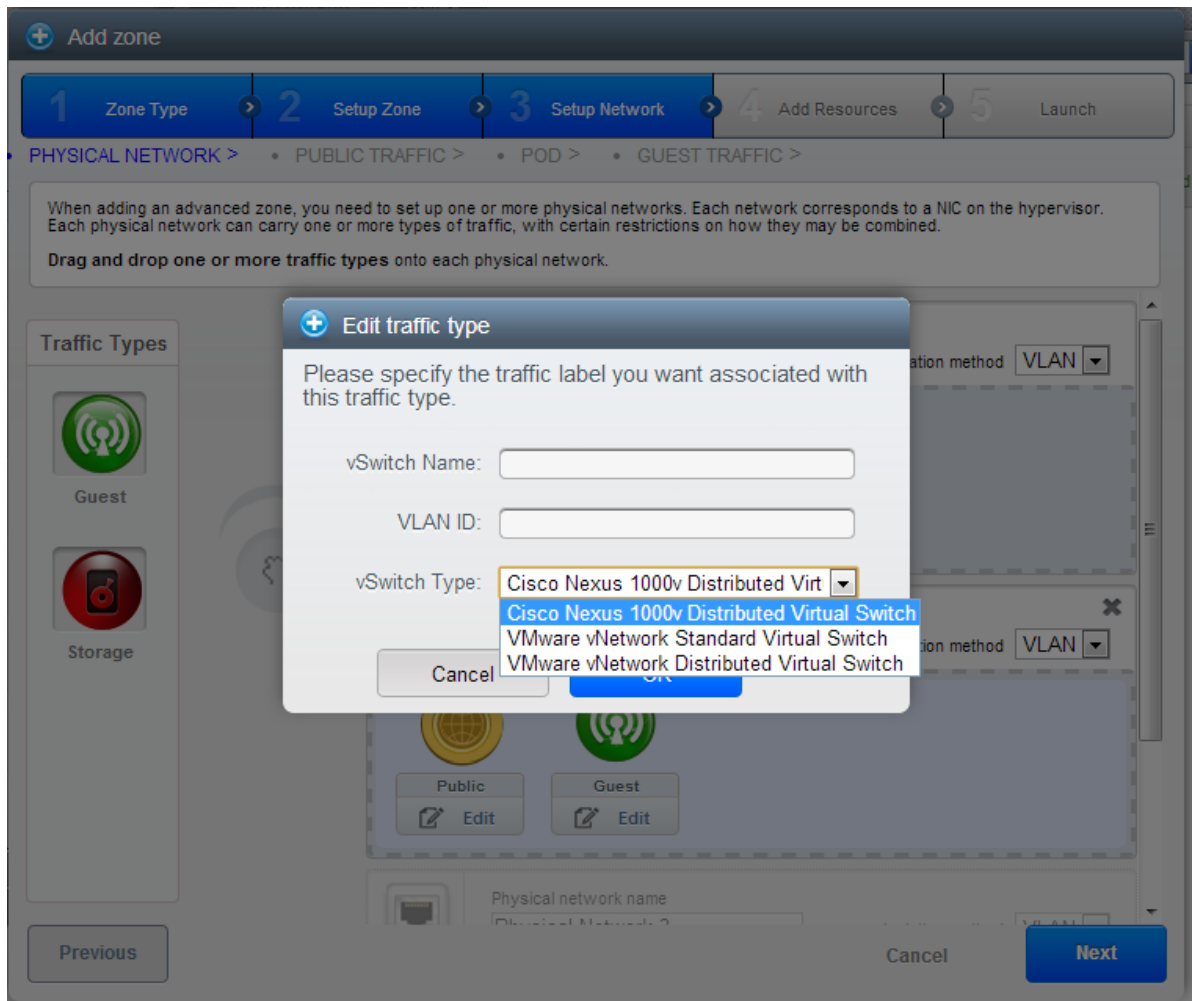 Add zone
1 Zone Type 2 Setup Zone 3 Setup Network 4 Add Resources 5 Launch
• PHYSICAL NETWORK > • PUBLIC TRAFFIC > • POD > • GUEST TRAFFIC >
When adding an advanced zone, you need to set up one or more physical networks. Each network corresponds to a NIC on the hypervisor.
Each physical network can carry one or more types of traffic, with certain restrictions on how they may be combined.
Drag and drop one or more traffic types onto each physical network.
Traffic Types
Guest
Storage
method VLAN
Edit traffic type
Please specify the traffic label you want associated with
this traffic type.
vSwitch Name:
VLAN ID:
vSwitch Type: Cisco Nexus 1000v Distributed Virt
Cisco Nexus 1000v Distributed Virtual Switch
VMware vNetwork Standard Virtual Switch
VMware vNetwork Distributed Virtual Switch
Cancel OK
method VLAN
Public Guest
Edit Edit
Physical network name
Previous Cancel Next